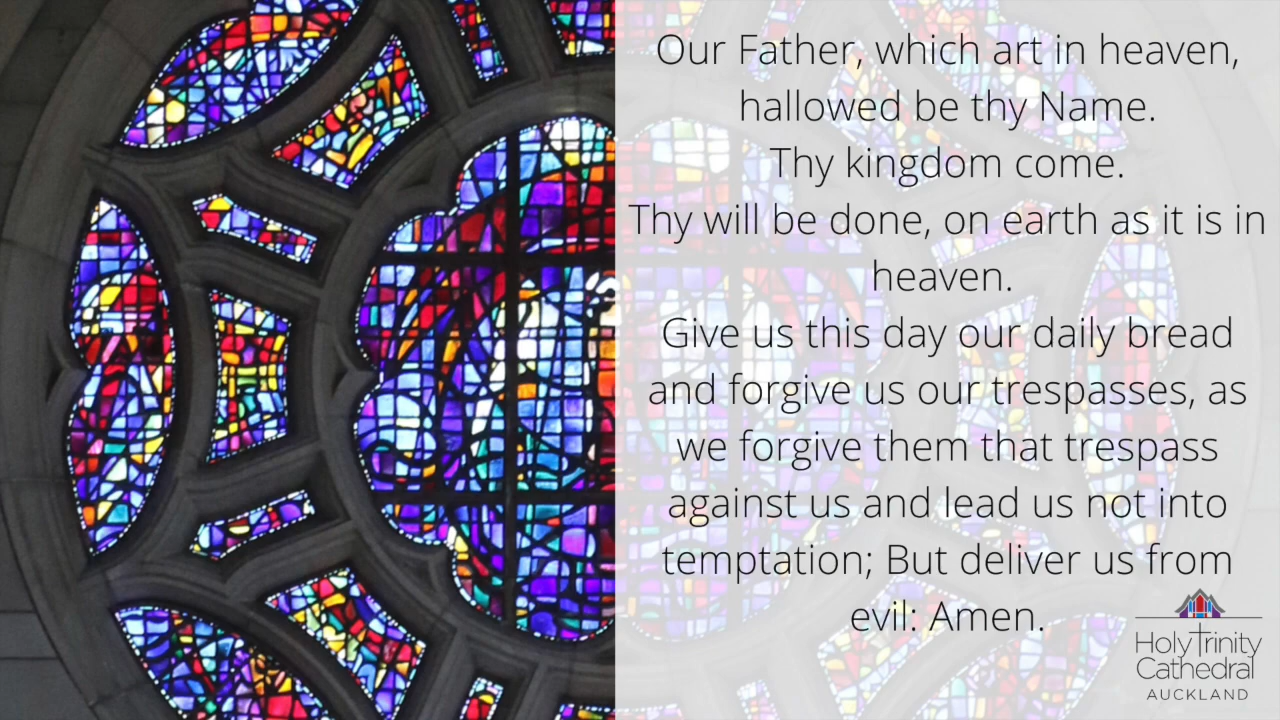 Our Father, which art in heaven,
hallowed be thy Name.
Thy kingdom come.
Thy will be done, on earth as it is in
heaven.
Give us this day our daily bread
and forgive us our trespasses, as
we forgive them that trespass
against us and lead us not into
temptation; But deliver us from
evil: Amen.
Holy Trinity
Cathedral
AUCKLAND